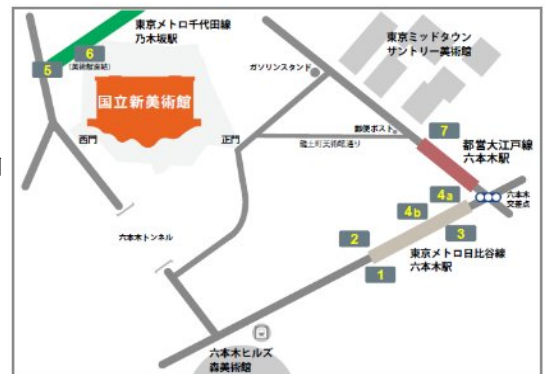 東京メトロ千代田線
乃木坂駅
6
(美術館直結)
5
国立新美術館
西門
正門
ガソリンスタンド
東京ミッドタウン
サントリー美術館
郵便ポスト
龍土町美術館通り
7
都営大江戸線
六本木駅
六本木
交差点
4a
4b
3
2
1
東京メトロ日比谷線
六本木駅
六本木トンネル
六本木ヒルズ
森美術館